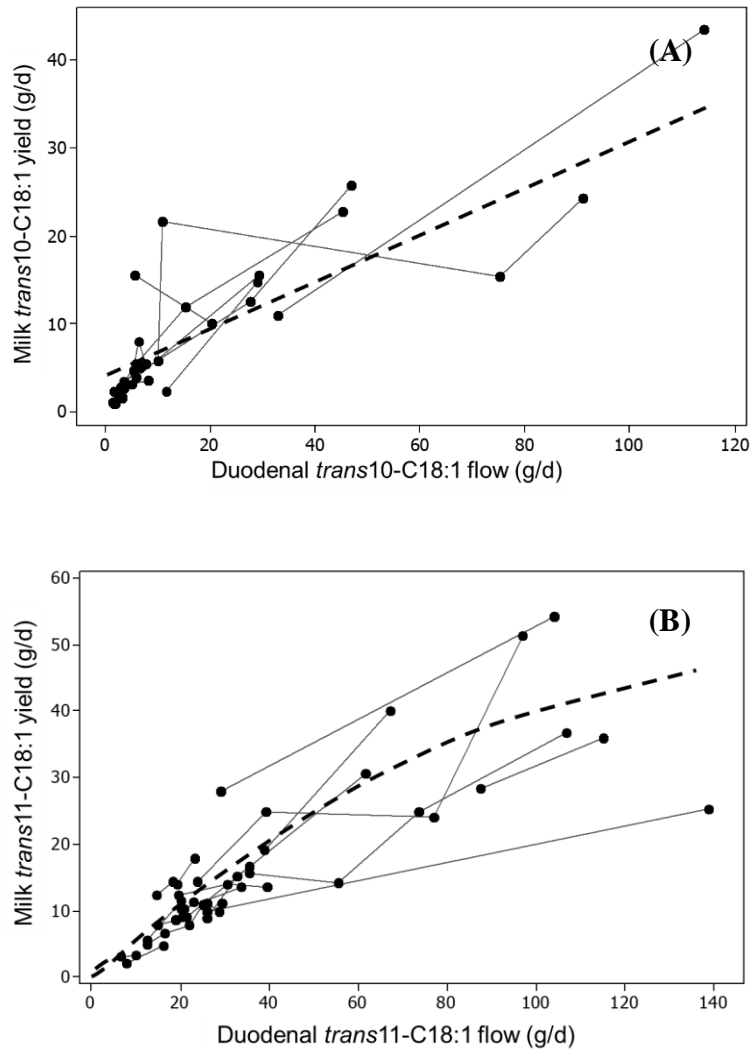 (A)
Milk trans10-C18:1 yield (g/d)
40
30
20
10
0
0 20 40 60 80 100 120
Duodenal trans10-C18:1 flow (g/d)
(B)
Milk trans11-C18:1 yield (g/d)
60
50
40
30
20
10
0
0 20 40 60 80 100 120 140
Duodenal trans11-C18:1 flow (g/d)